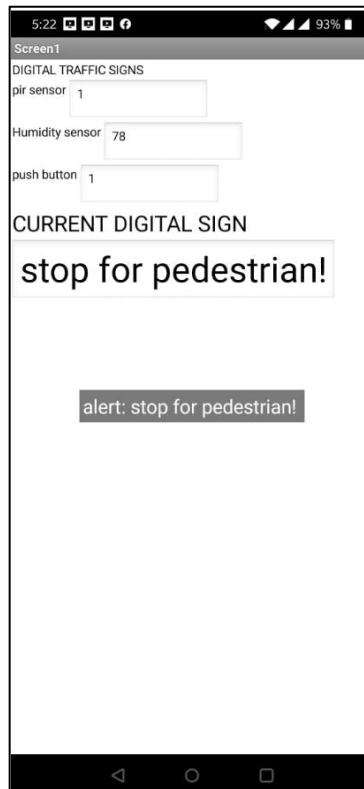 5:22 93%
Screen1
DIGITAL TRAFFIC SIGNS
pir sensor 1
Humidity sensor 78
push button 1
CURRENT DIGITAL SIGN
stop for pedestrian!
alert: stop for pedestrian!